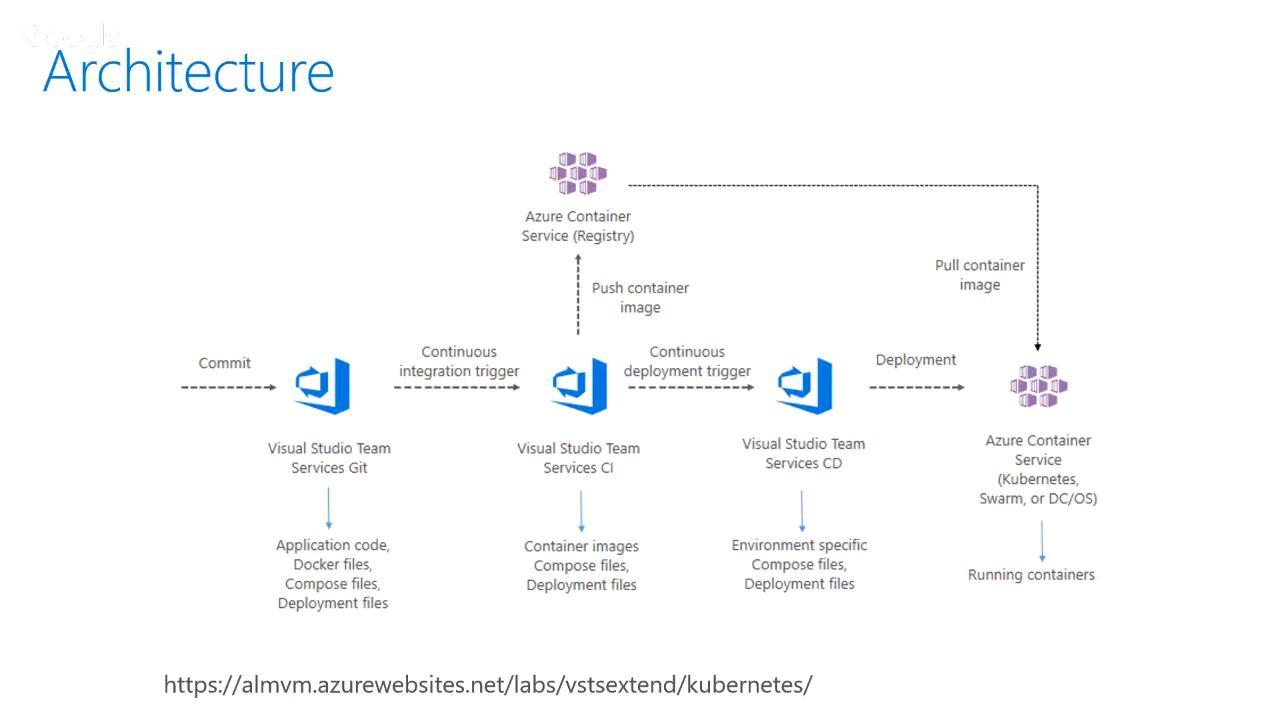 Architecture
Azure Container
Service (Registry)
Push container
image
Pull container
image
Commit
Continuous
integration trigger
Continuous
deployment trigger
Deployment
Visual Studio Team
Services Git
Visual Studio Team
Services CI
Visual Studio Team
Services CD
Azure Container
Service
(Kubernetes,
Swarm, or DC/OS)
Application code,
Docker files,
Compose files,
Deployment files
Container images
Compose files,
Deployment files
Environment specific
Compose files,
Deployment files
Running containers
https://almvm.azurewebsites.net/labs/vstsextend/kubernetes/